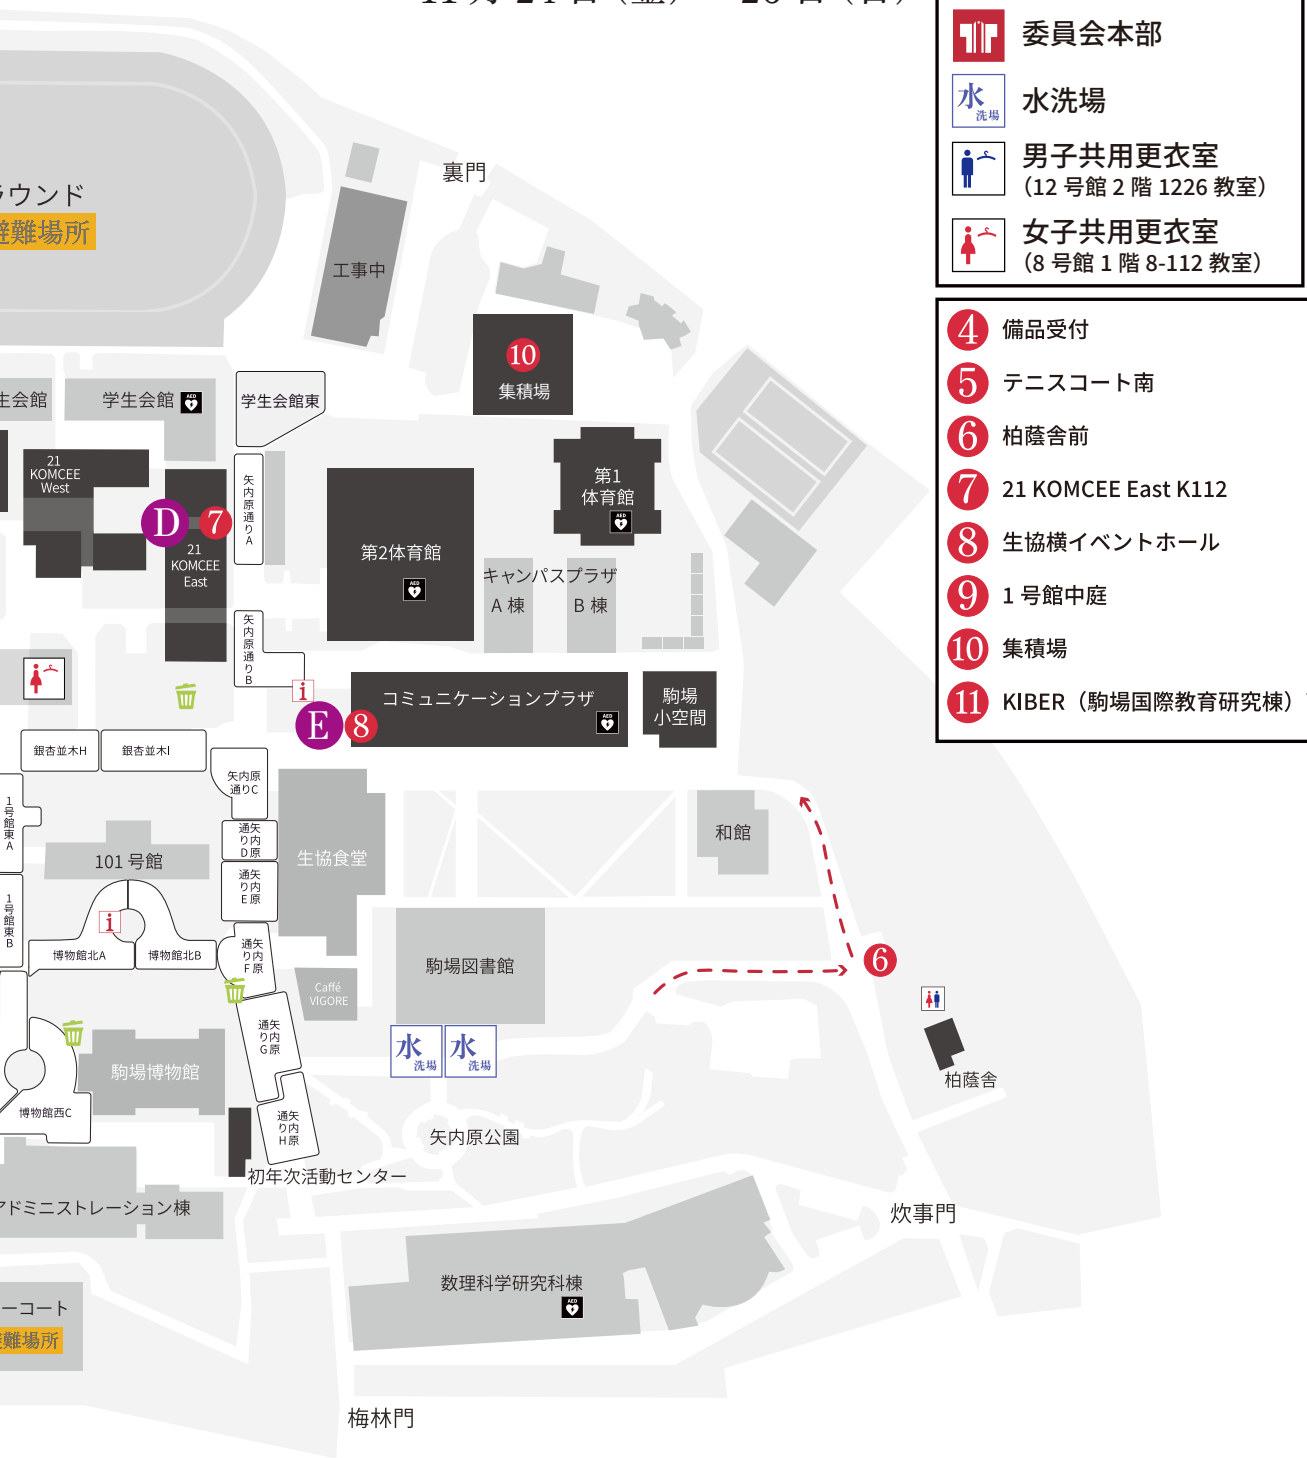 委員会本部
水
洗場
水洗場
男子共用更衣室
（12 号館 2 階 1226 教室）
女子共用更衣室
（8 号館 1 階 8-112 教室）
4 備品受付
5 テニスコート南
6 柏蔭舎前
7 21 KOMCEE East K112
8 生協横イベントホール
9 1 号館中庭
10 集積場
11 KIBER（駒場国際教育研究棟）
裏門
ラウンド
避難場所
工事中
10
集積場
生会館
学生会館
AED
学生会館東
21
KOMCEE
West
D
7
21
KOMCEE
East
矢内原通りA
第1
体育館
AED
第2体育館
AED
キャンパスプラザ
A 棟
B 棟
矢内原通りB
i
コミュニケーションプラザ
AED
駒場
小空間
E
8
銀杏並木H
銀杏並木I
矢内原
通りC
1号館東A
矢内原
通りD
101 号館
生協食堂
和館
矢内原
通りE
1号館東B
i
博物館北A
博物館北B
矢内原
通りF
駒場図書館
6
Caffé
VIGORE
矢内原
通りG
水
洗場
水
洗場
駒場博物館
柏蔭舎
博物館西C
矢内原
通りH
矢内原公園
初年次活動センター
アドミニストレーション棟
炊事門
数理科学研究科棟
AED
ーコート
難場所
梅林門